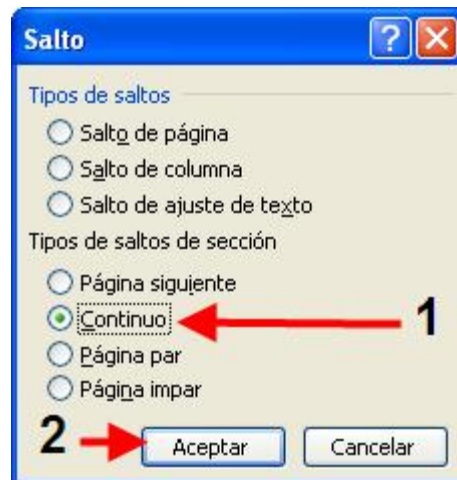 Salto
Tipos de saltos
Salto de página
Salto de columna
Salto de ajuste de texto
Tipos de saltos de sección
Página siguiente
Continuo
1
Página par
Página impar
2
Aceptar
Cancelar